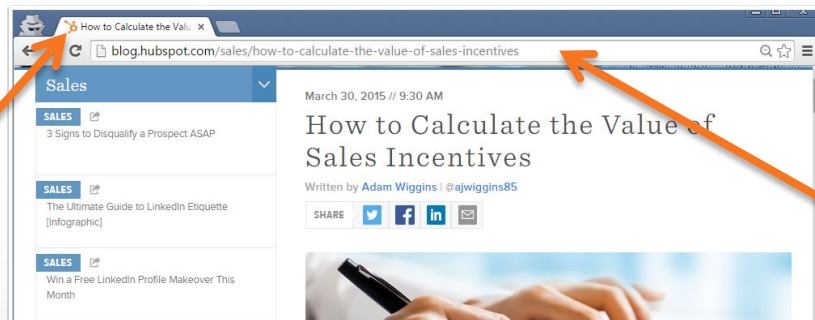 How to Calculate the Valu
blog.hubspot.com/sales/how-to-calculate-the-value-of-sales-incentives
Sales
SALES
3 Signs to Disqualify a Prospect ASAP
SALES
The Ultimate Guide to LinkedIn Etiquette
[Infographic]
SALES
Win a Free LinkedIn Profile Makeover This
Month
March 30, 2015 // 9:30 AM
How to Calculate the Value of
Sales Incentives
Written by Adam Wiggins | @ajwiggins85
SHARE